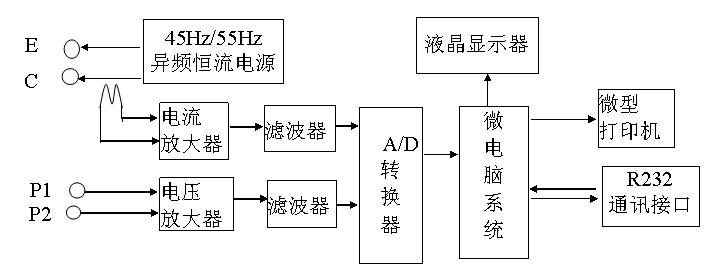 E
C
45Hz/55Hz
异频恒流电源
液晶显示器
电流
放大器
滤波器
P1
P2
电压
放大器
滤波器
A/D
转
换
器
微
电
脑
系
统
微型
打印机
R232
通讯接口